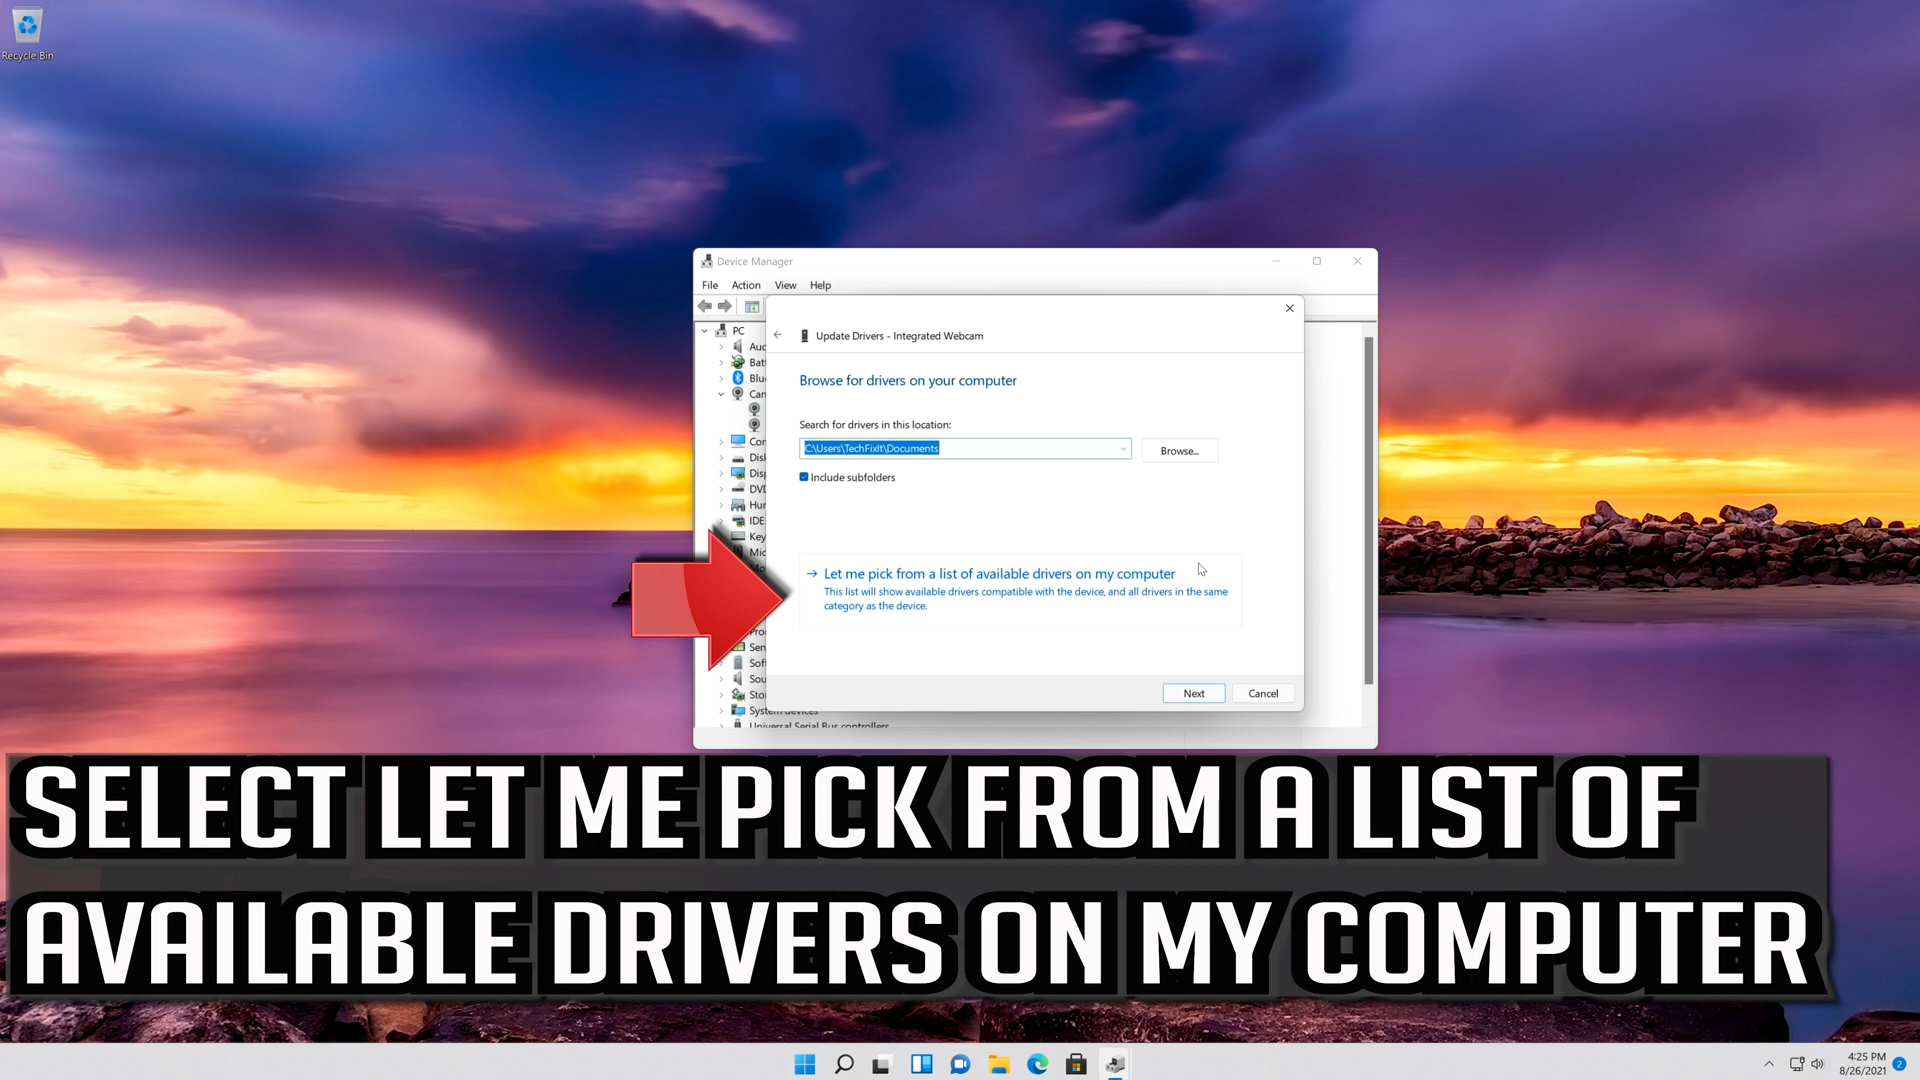 Recycle Bin
Device Manager
File Action View Help
PC
Update Drivers - Integrated Webcam
Browse for drivers on your computer
Search for drivers in this location:
C:\Users\TechFixIt\Documents
Browse...
Include subfolders
Let me pick from a list of available drivers on my computer
This list will show available drivers compatible with the device, and all drivers in the same
category as the device.
Next Cancel
System devices
Universal Serial Bus controllers
SELECT LET ME PICK FROM A LIST OF
AVAILABLE DRIVERS ON MY COMPUTER
4:25 PM
8/26/2021
2